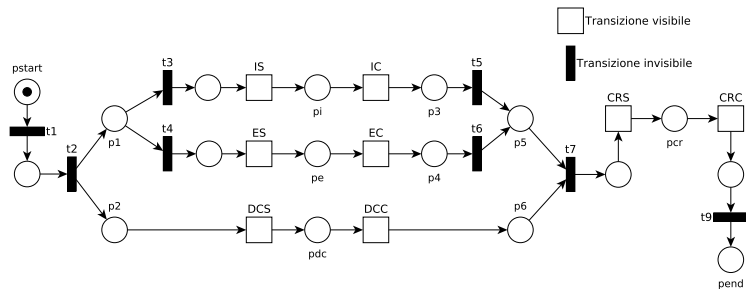 Transizione visibile
Transizione invisibile
pstart
t1
t2
p1
p2
t3
IS
pi
IC
p3
t5
t4
ES
pe
EC
p4
t6
p5
DCS
pdc
DCC
p6
t7
CRS
pcr
CRC
t9
pend